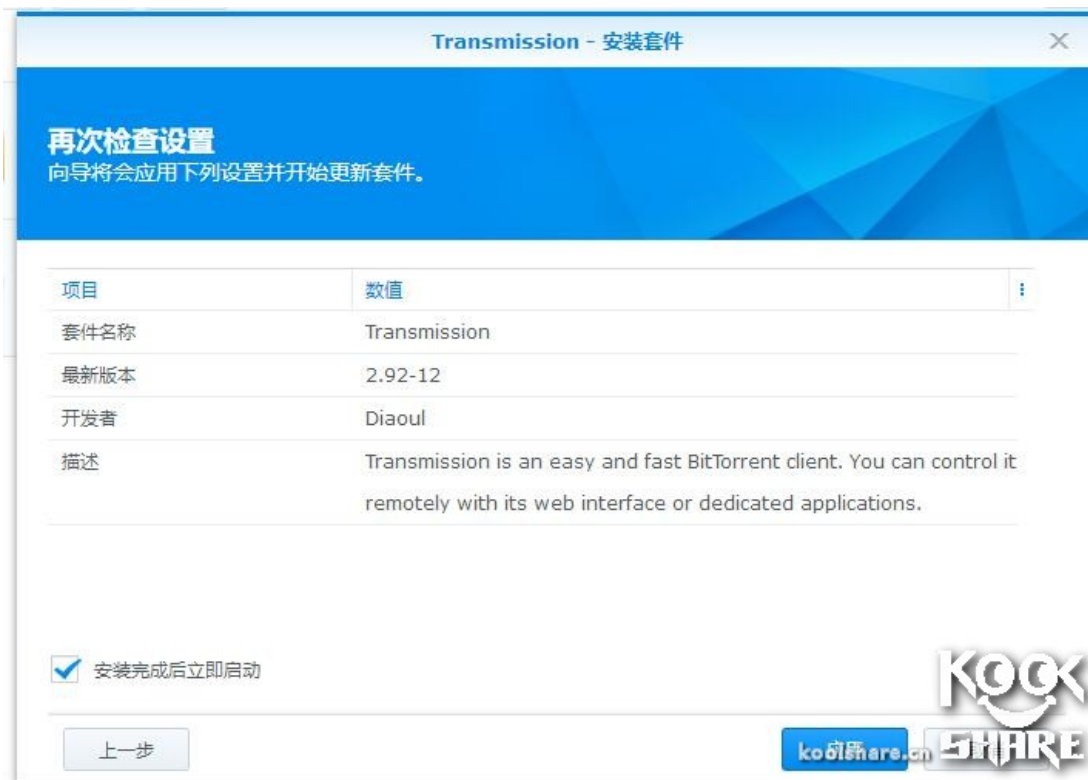 Transmission - 安装套件
再次检查设置
向导将会应用下列设置并开始更新套件。
项目 数值
套件名称 Transmission
最新版本 2.92-12
开发者 Diaoul
描述 Transmission is an easy and fast BitTorrent client. You can control it
remotely with its web interface or dedicated applications.
安装完成后立即启动
上一步
koolshare.cn
SHARE